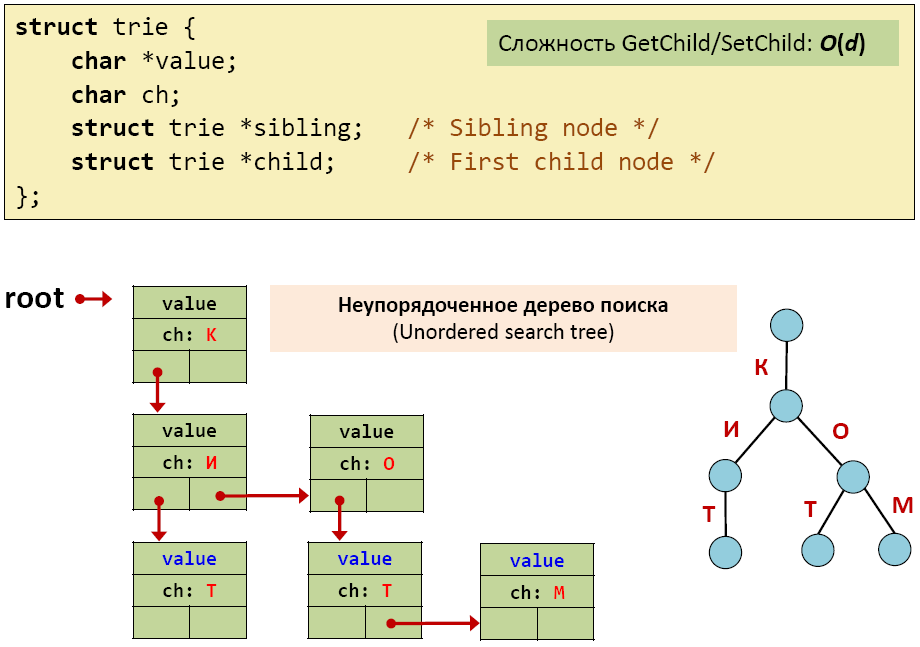 struct trie {
char *value;
char ch;
struct trie *sibling; /* Sibling node */
struct trie *child; /* First child node */
};
Сложность GetChild/SetChild: O(d)
root
Неупорядоченное дерево поиска
(Unordered search tree)
value
ch: К
value
ch: И
value
ch: О
value
ch: Т
value
ch: Т
value
ch: М
К
И
О
Т
Т
М